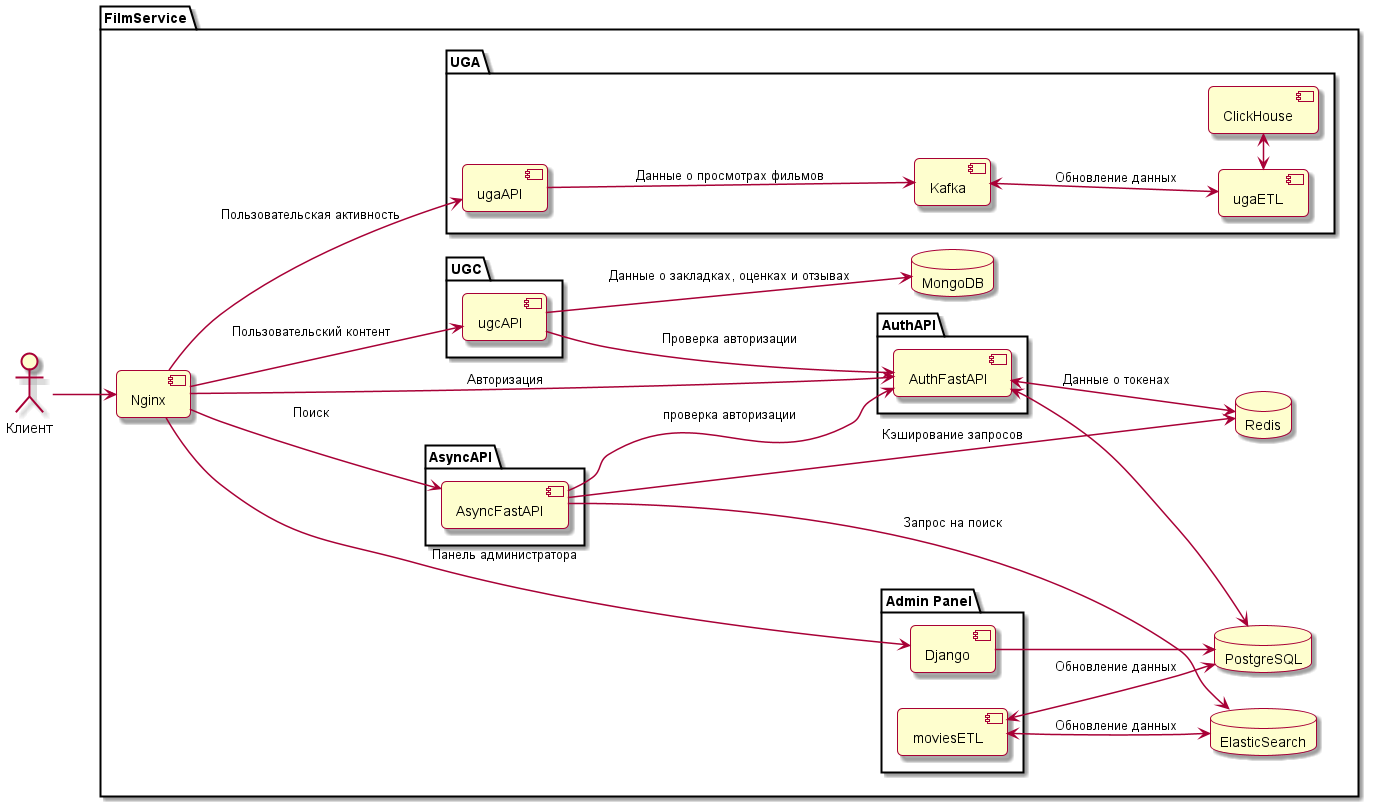 FilmService
UGA
ClickHouse
ugaAPI
Данные о просмотрах фильмов
Kafka
Обновление данных
ugaETL
Пользовательская активность
UGC
Данные о закладках, оценках и отзывах
MongoDB
ugcAPI
Пользовательский контент
Проверка авторизации
AuthAPI
AuthFastAPI
Данные о токенах
Авторизация
Клиент
Nginx
Поиск
проверка авторизации
Redis
Кэширование запросов
AsyncAPI
AsyncFastAPI
Запрос на поиск
Панель администратора
Admin Panel
Django
PostgreSQL
Обновление данных
moviesETL
Обновление данных
ElasticSearch